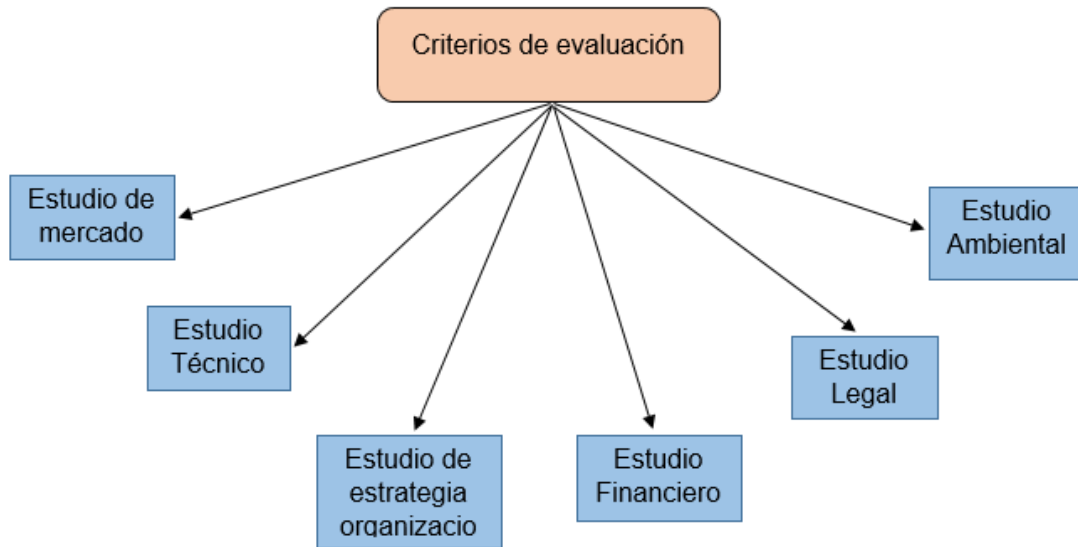 Criterios de evaluación
Estudio de
mercado
Estudio
Ambiental
Estudio
Técnico
Estudio
Legal
Estudio de
estrategia
organizacio
Estudio
Financiero